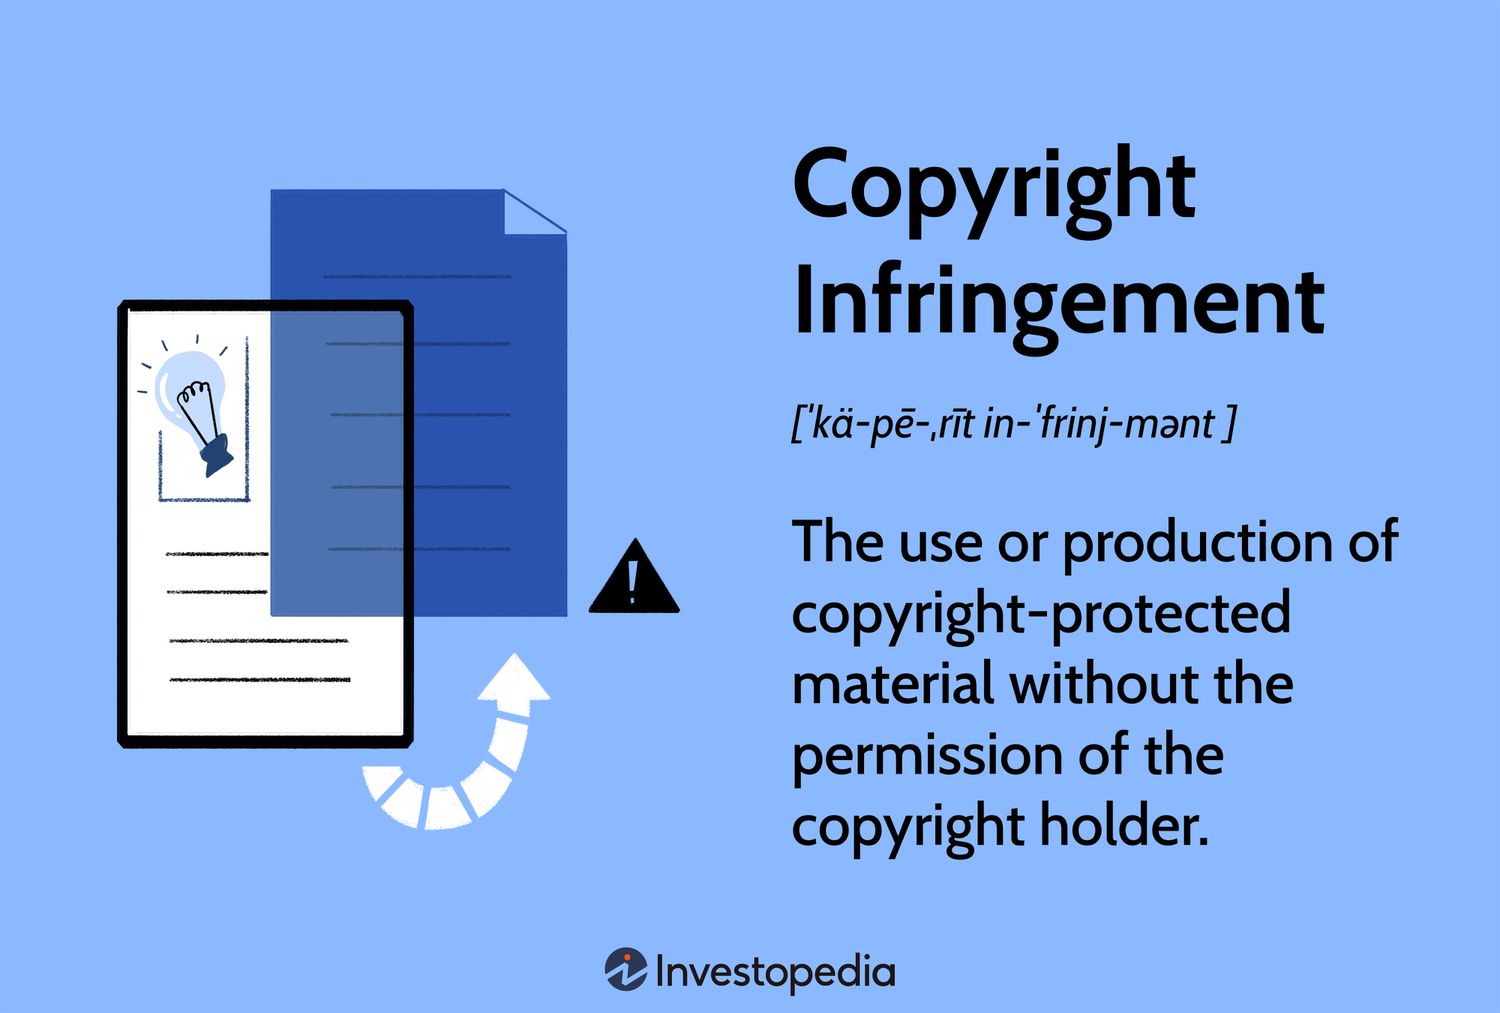 Copyright
Infringement
[ˈkä-pē-ˌrīt in-ˈfrinj-mənt ]
The use or production of
copyright-protected
material without the
permission of the
copyright holder.
!
Investopedia